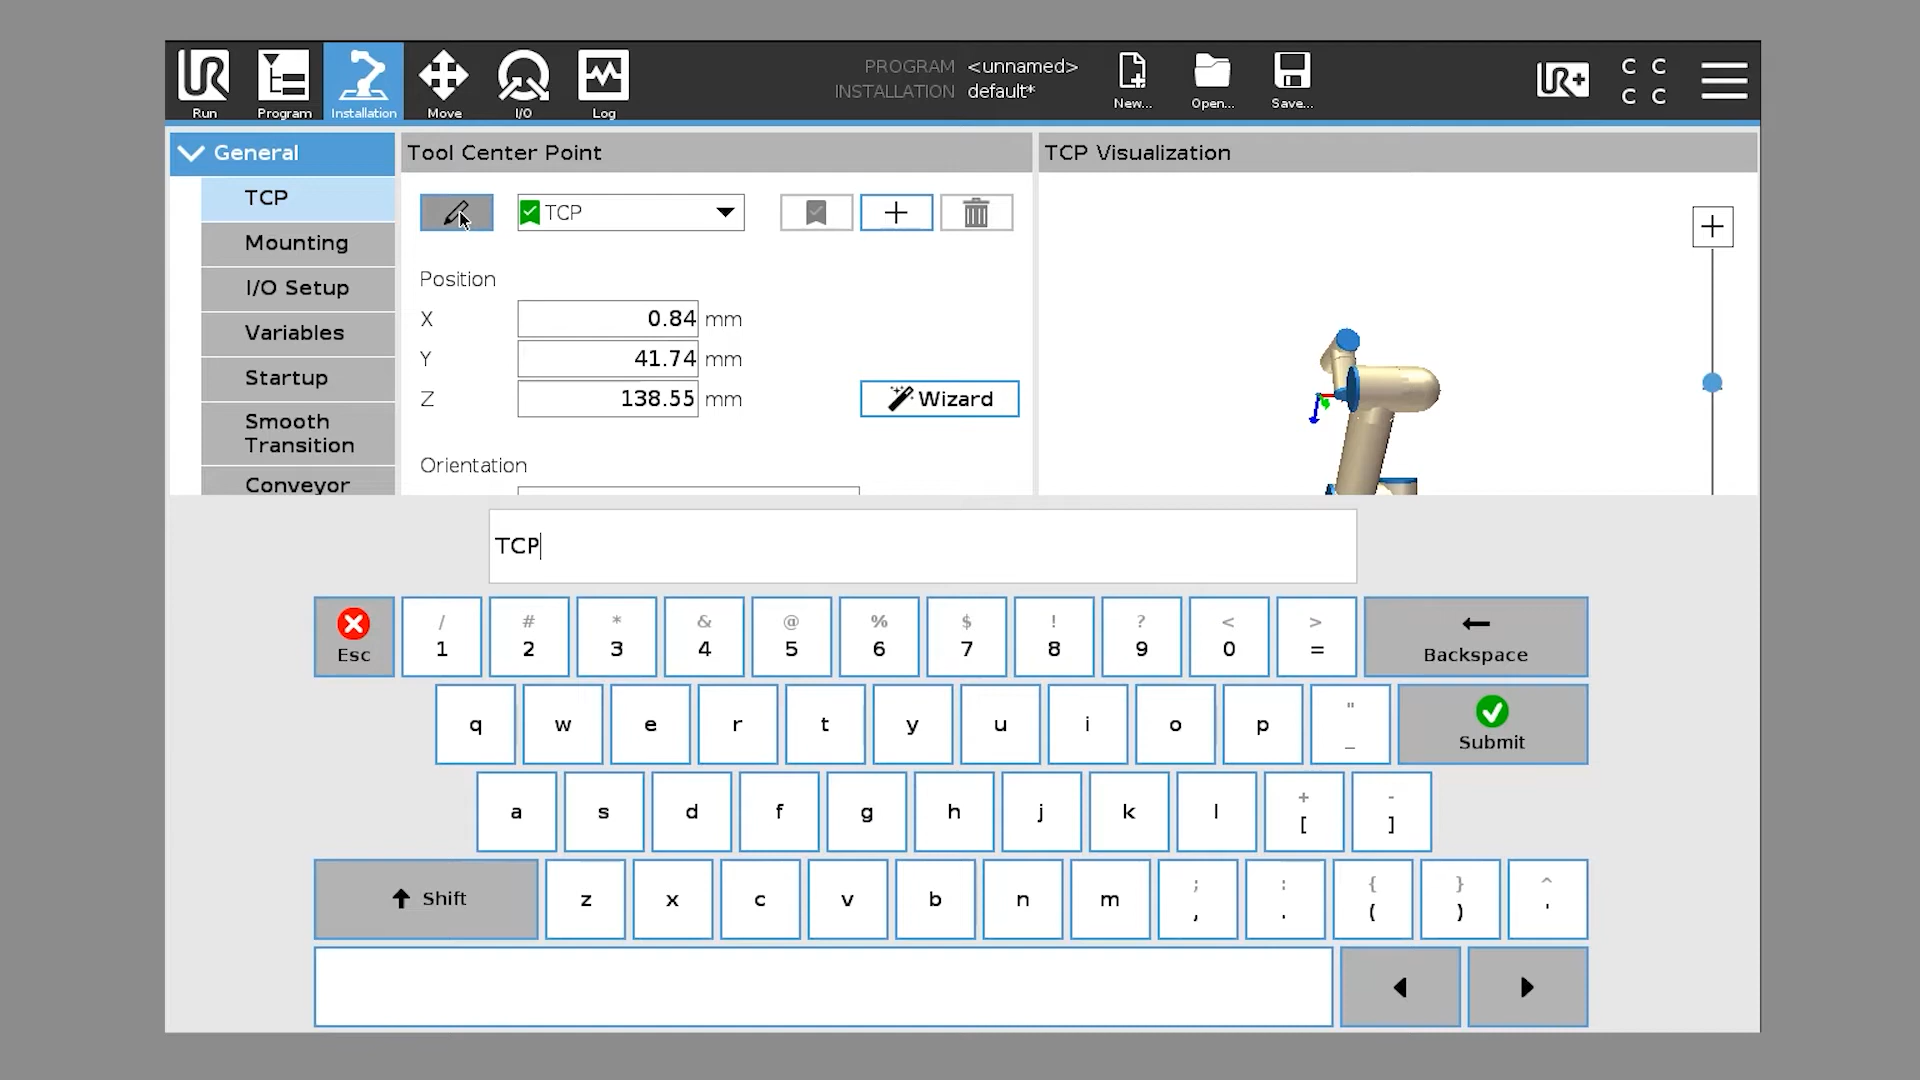 Run
Program
Installation
Move
I/O
Log
PROGRAM <unnamed>
INSTALLATION default*
New...
Open...
Save...
UR+
C C
C C
General
TCP
Mounting
I/O Setup
Variables
Startup
Smooth
Transition
Conveyor
Tool Center Point
TCP
Position
X 0.84 mm
Y 41.74 mm
Z 138.55 mm
Wizard
Orientation
TCP Visualization
TCP
Esc
/ # * & @ % $ ! ? < >
1 2 3 4 5 6 7 8 9 0 =
Backspace
q w e r t y u i o p " _
Submit
a s d f g h j k l + [ - ]
Shift
z x c v b n m ; , : . { ( } ) ^ '